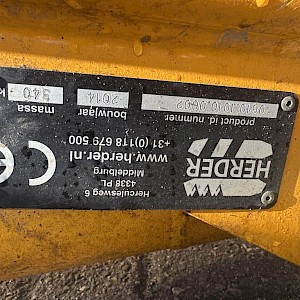 HERDER
Herculesweg 6
4338 PL
Middelburg
www.herder.nl
+31 (0)118 679 500
CE
product id nummer
bouwjaar
2014
massa
340
k